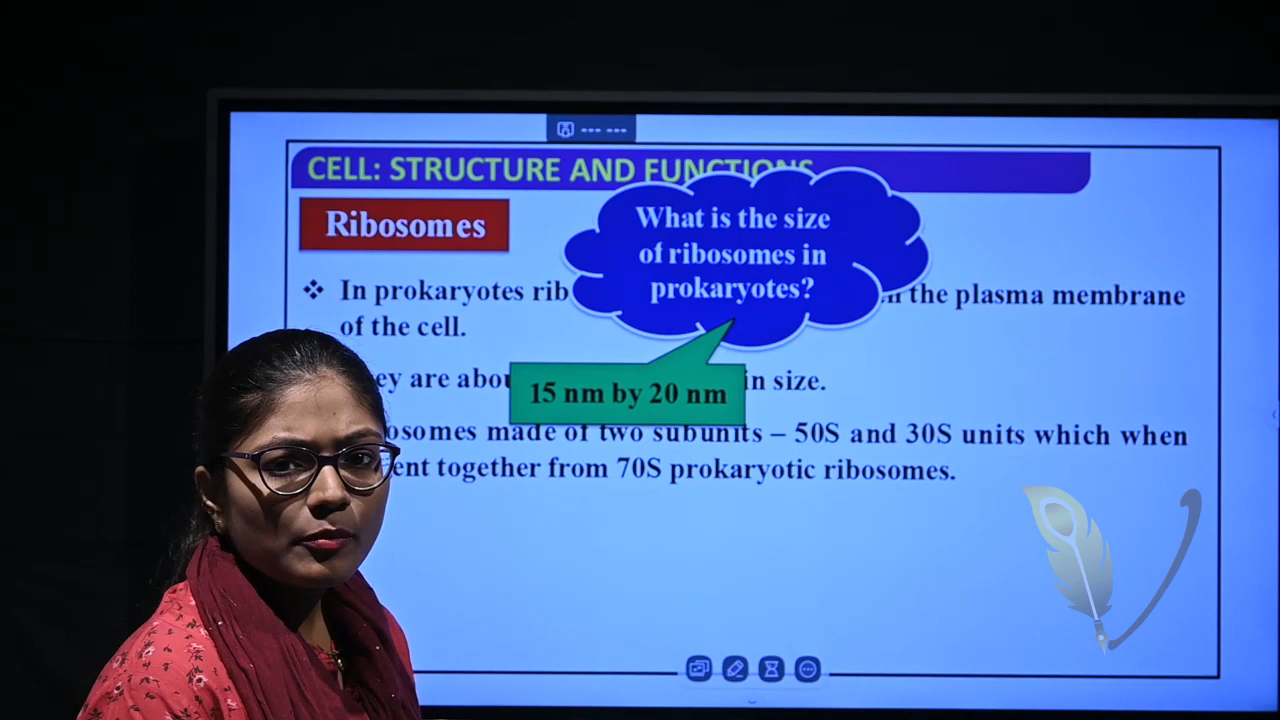 CELL: STRUCTURE AND FUNCTIONS
Ribosomes
What is the size
of ribosomes in
prokaryotes?
In prokaryotes rib the plasma membrane
of the cell.
15 nm by 20 nm
ey are abou in size.
osomes made of two subunits – 50S and 30S units which when
ent together from 70S prokaryotic ribosomes.